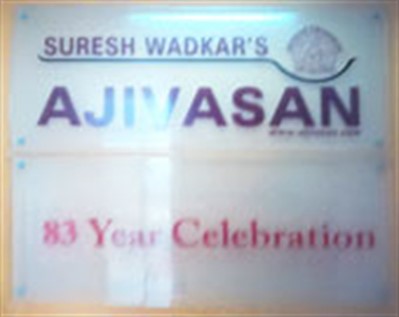 SURESH WADKAR'S
AJIVASAN
83 Year Celebration